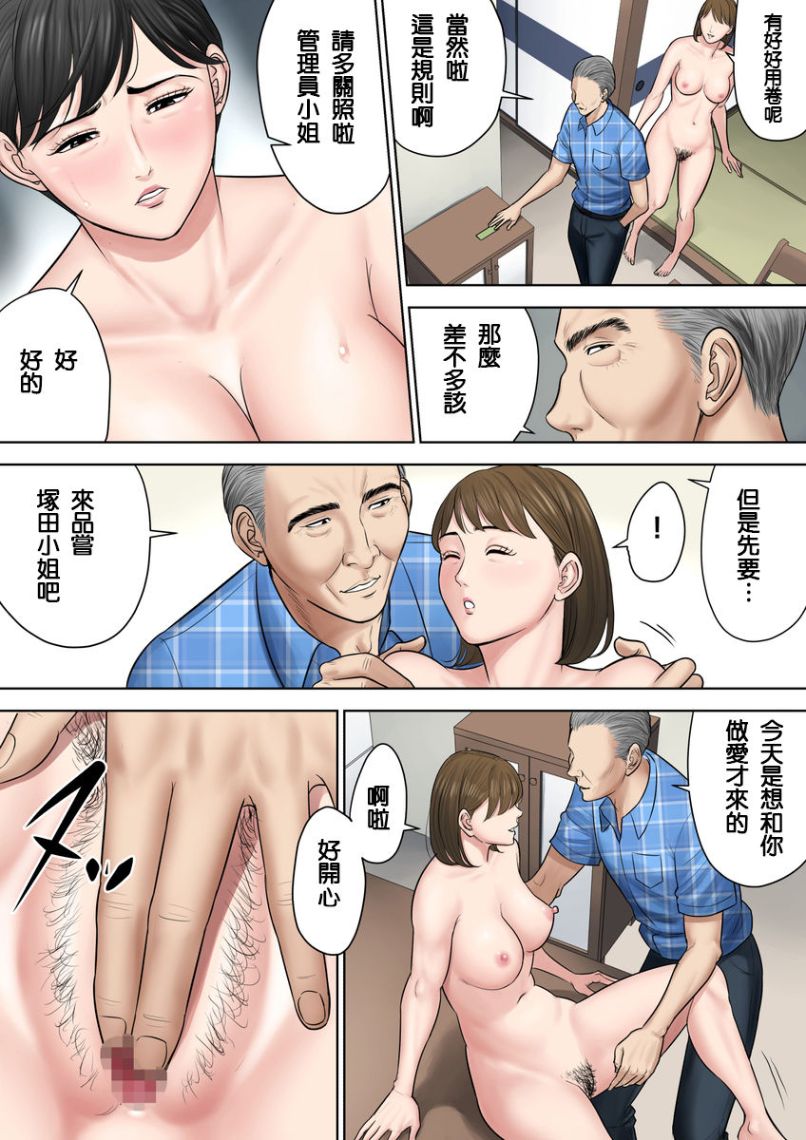 有好好用卷呢
當然啦
這是規則啊
請多關照啦
管理員小姐
好
好的
那麼
差不多該
但是先要…
！
來品嘗
塚田小姐吧
今天是想和你
做愛才來的
啊啦
好開心